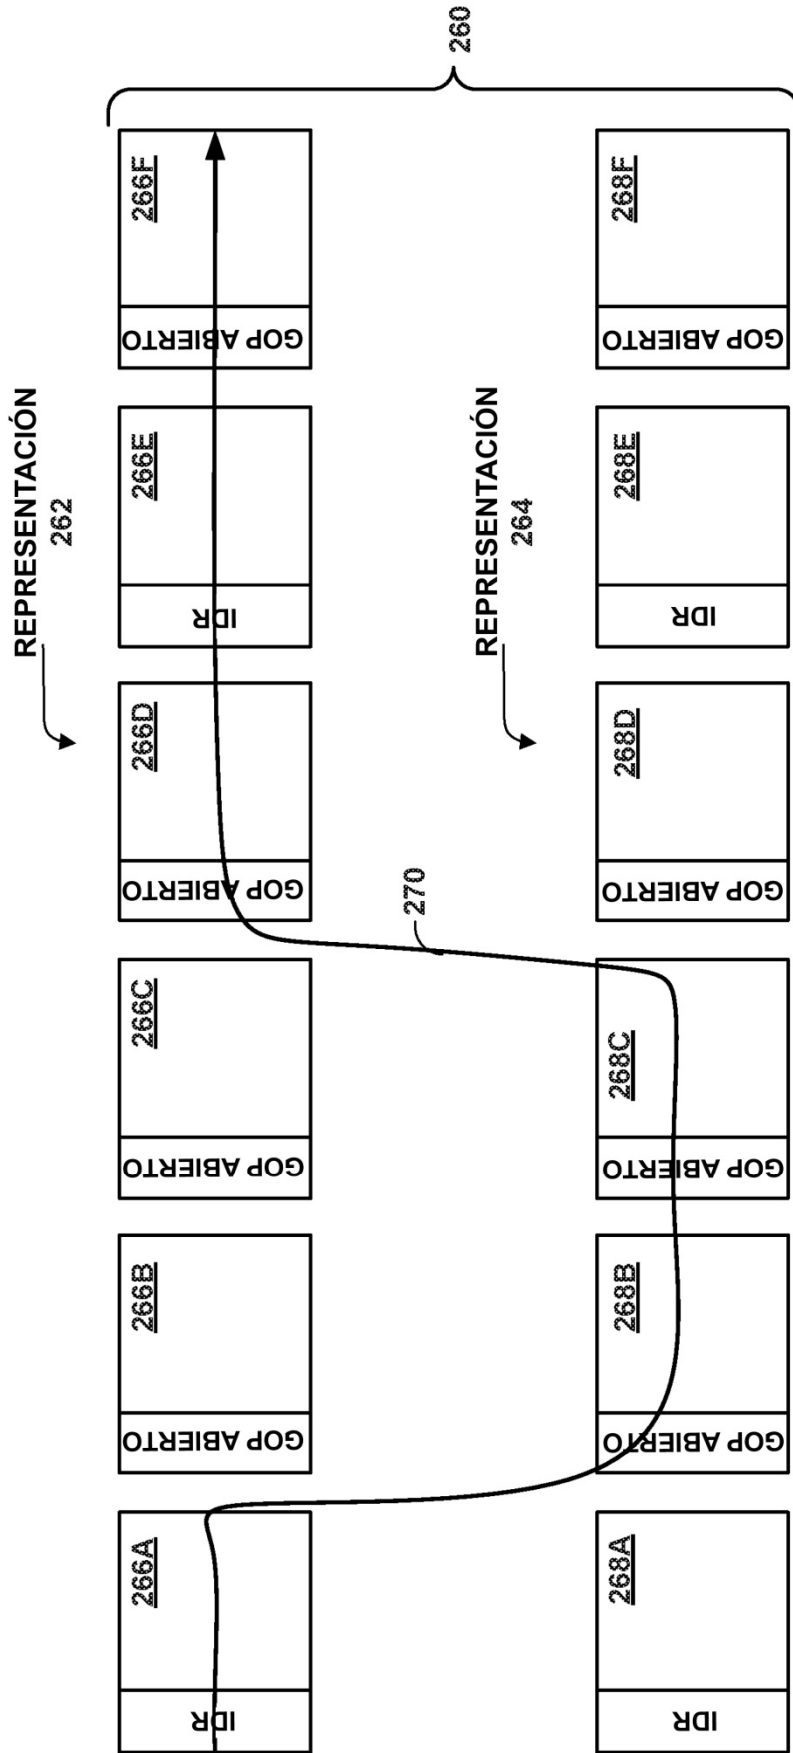 REPRESENTACIÓN
262
266A
IDR
266B
GOP ABIERTO
266C
GOP ABIERTO
266D
GOP ABIERTO
266E
IDR
266F
GOP ABIERTO
260
270
REPRESENTACIÓN
264
268A
IDR
268B
GOP ABIERTO
268C
GOP ABIERTO
268D
GOP ABIERTO
268E
IDR
268F
GOP ABIERTO